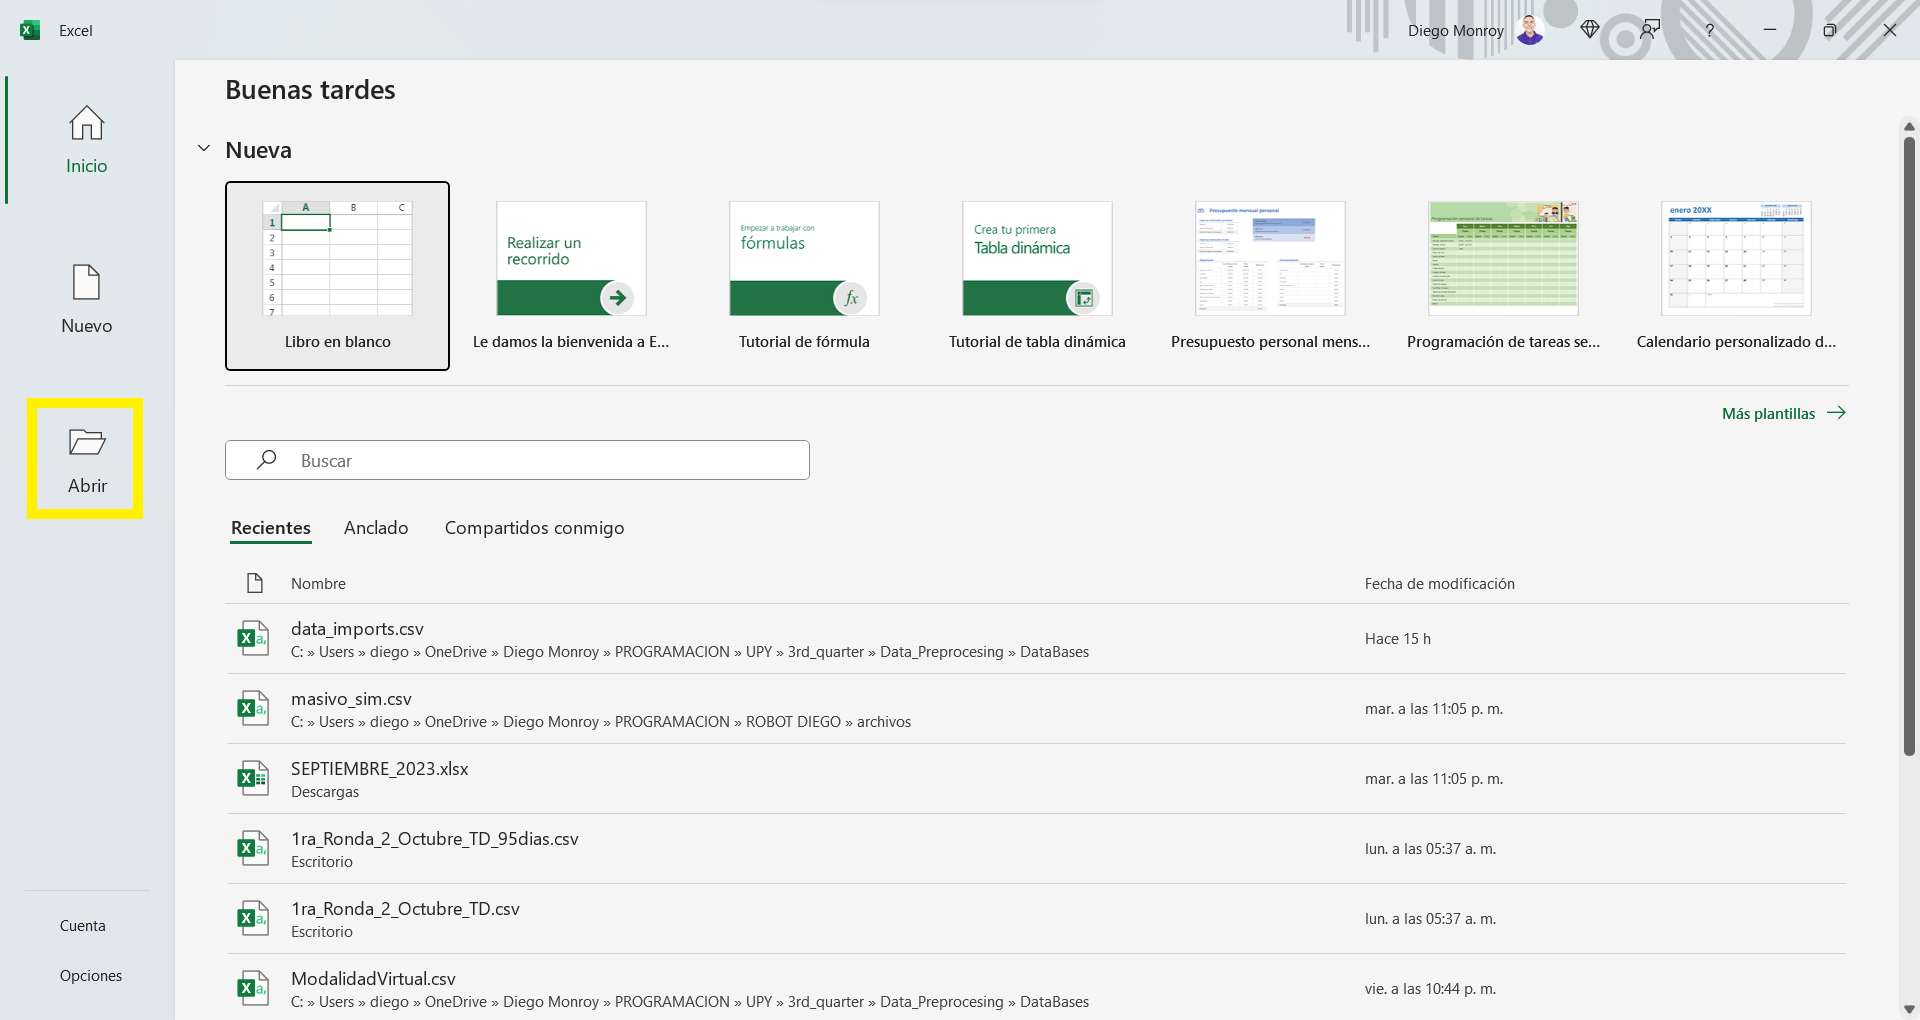 Excel
Diego Monroy
Buenas tardes
Inicio
Nuevo
Abrir
Cuenta
Opciones
Nueva
A B C
1
2
3
4
5
6
7
Libro en blanco
Realizar un
recorrido
Le damos la bienvenida a E...
Empezar a trabajar con
fórmulas
fx
Tutorial de fórmula
Crea tu primera
Tabla dinámica
Tutorial de tabla dinámica
Presupuesto mensual personal
Presupuesto personal mens...
Programación semanal de tareas
Programación de tareas se...
enero 20XX
Calendario personalizado d...
Más plantillas
Buscar
Recientes Anclado Compartidos conmigo
Nombre Fecha de modificación
data_imports.csv
C: » Users » diego » OneDrive » Diego Monroy » PROGRAMACION » UPY » 3rd_quarter » Data_Preprocesing » DataBases
Hace 15 h
masivo_sim.csv
C: » Users » diego » OneDrive » Diego Monroy » PROGRAMACION » ROBOT DIEGO » archivos
mar. a las 11:05 p. m.
SEPTIEMBRE_2023.xlsx
Descargas
mar. a las 11:05 p. m.
1ra_Ronda_2_Octubre_TD_95dias.csv
Escritorio
lun. a las 05:37 a. m.
1ra_Ronda_2_Octubre_TD.csv
Escritorio
lun. a las 05:37 a. m.
ModalidadVirtual.csv
C: » Users » diego » OneDrive » Diego Monroy » PROGRAMACION » UPY » 3rd_quarter » Data_Preprocesing » DataBases
vie. a las 10:44 p. m.